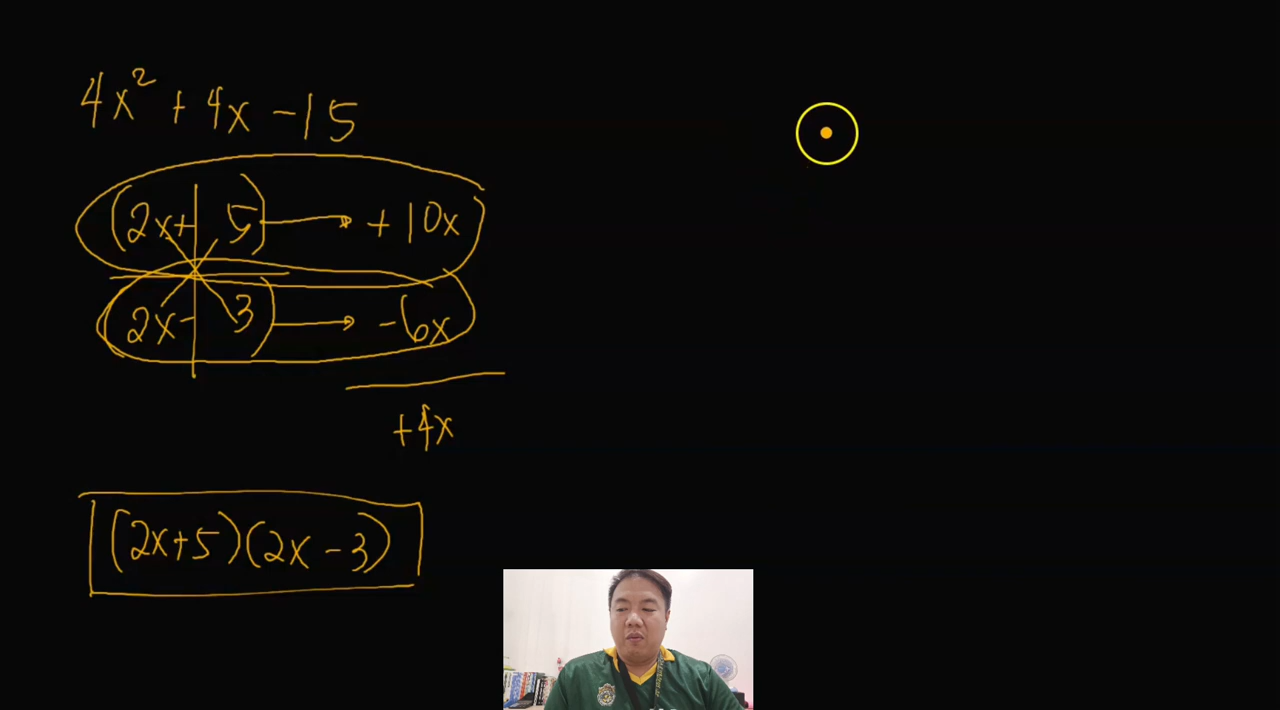 4x² + 4x - 15
(2x + 5) → + 10x
(2x - 3) → - 6x
+4x
(2x+5)(2x-3)